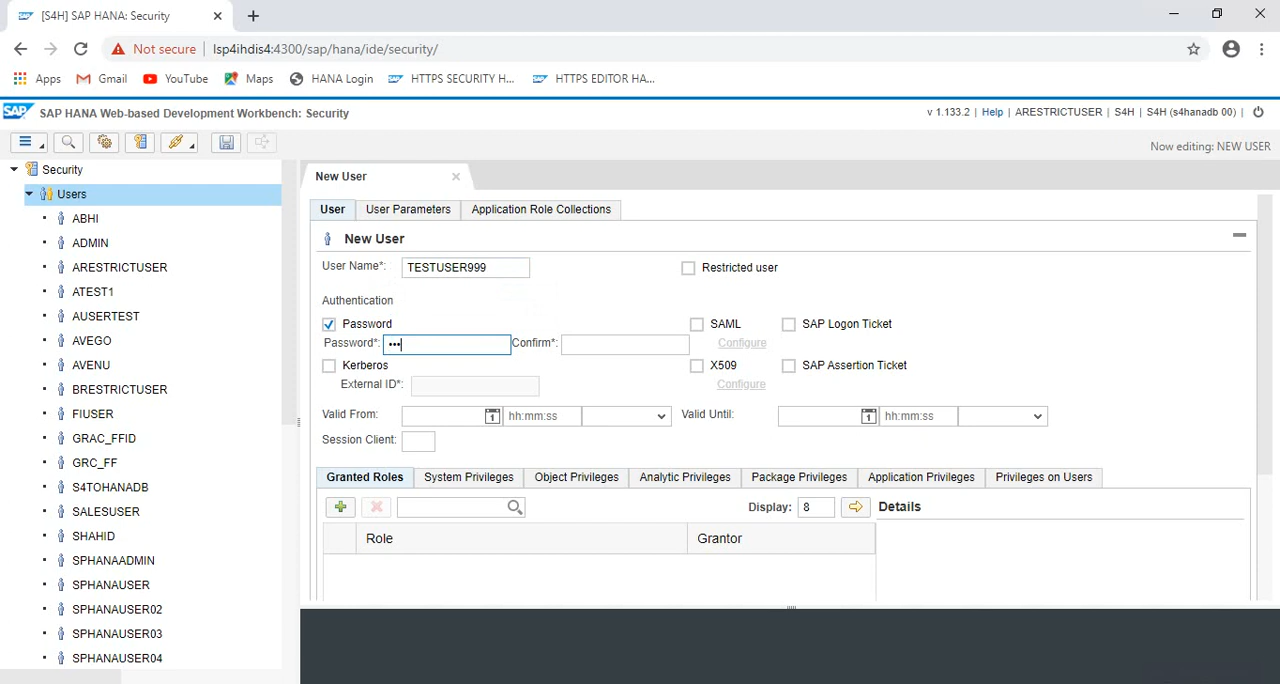 [S4H] SAP HANA: Security
Not secure lsp4ihdis4:4300/sap/hana/ide/security/
Apps Gmail YouTube Maps HANA Login HTTPS SECURITY H... HTTPS EDITOR HA...
SAP SAP HANA Web-based Development Workbench: Security v 1.133.2 | Help | ARESTRICTUSER | S4H | S4H (s4hanadb 00) |
Now editing: NEW USER
Security
Users
ABHI
ADMIN
ARESTRICTUSER
ATEST1
AUSERTEST
AVEGO
AVENU
BRESTRICTUSER
FIUSER
GRAC_FFID
GRC_FF
S4TOHANADB
SALESUSER
SHAHID
SPHANAADMIN
SPHANAUSER
SPHANAUSER02
SPHANAUSER03
SPHANAUSER04
New User
User User Parameters Application Role Collections
New User
User Name*: TESTUSER999 Restricted user
Authentication
Password SAML SAP Logon Ticket
Password*: ••• Confirm*: Configure
Kerberos X509 SAP Assertion Ticket
External ID*: Configure
Valid From: 1 hh:mm:ss Valid Until: 1 hh:mm:ss
Session Client:
Granted Roles System Privileges Object Privileges Analytic Privileges Package Privileges Application Privileges Privileges on Users
Display: 8 Details
Role Grantor